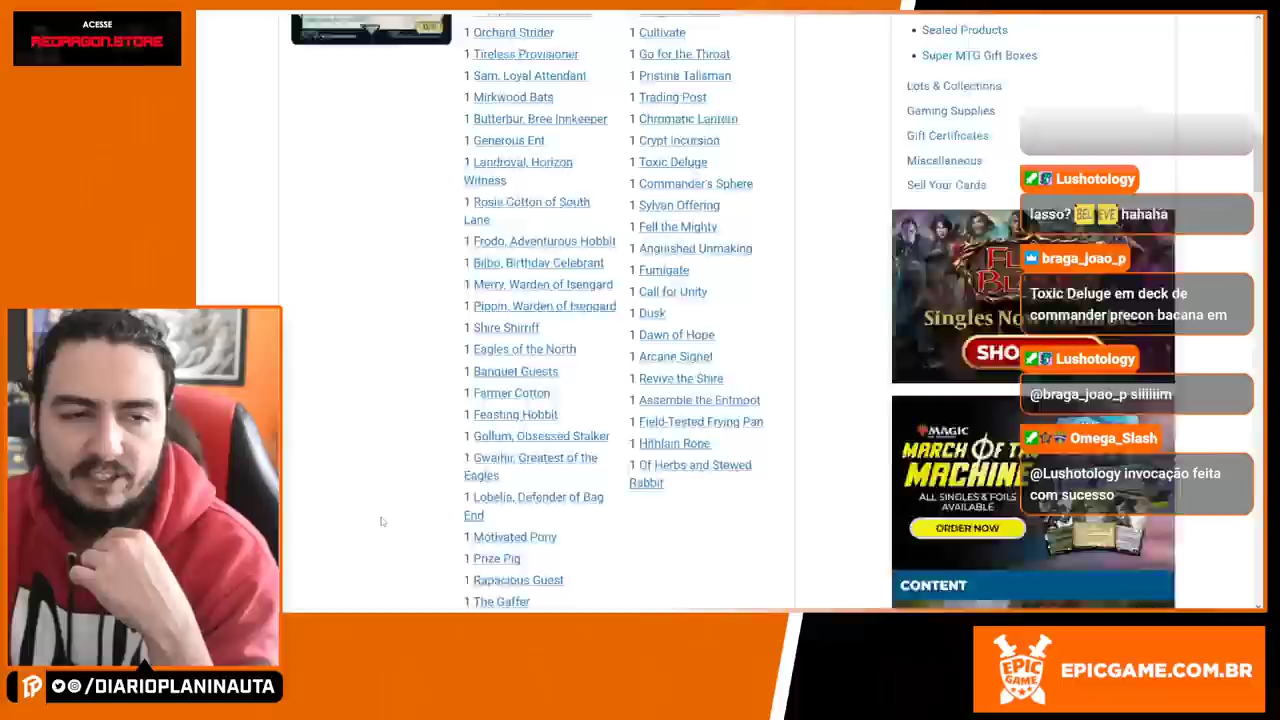 ACESSE
REDRAGON.STORE
1 Orchard Strider
1 Tireless Provisioner
1 Sam, Loyal Attendant
1 Mirkwood Bats
1 Butterbur, Bree Innkeeper
1 Generous Ent
1 Landroval, Horizon
Witness
1 Rosie Cotton of South
Lane
1 Frodo, Adventurous Hobbit
1 Bilbo, Birthday Celebrant
1 Merry, Warden of Isengard
1 Pippin, Warden of Isengard
1 Shire Shirriff
1 Eagles of the North
1 Banquet Guests
1 Farmer Cotton
1 Feasting Hobbit
1 Gollum, Obsessed Stalker
1 Gwaihir, Greatest of the
Eagles
1 Lobelia, Defender of Bag
End
1 Motivated Pony
1 Prize Pig
1 Rapacious Guest
1 The Gaffer
1 Cultivate
1 Go for the Throat
1 Pristine Talisman
1 Trading Post
1 Chromatic Lantern
1 Crypt Incursion
1 Toxic Deluge
1 Commander's Sphere
1 Sylvan Offering
1 Fell the Mighty
1 Anguished Unmaking
1 Fumigate
1 Call for Unity
1 Dusk
1 Dawn of Hope
1 Arcane Signet
1 Revive the Shire
1 Assemble the Entmoot
1 Field-Tested Frying Pan
1 Hithlain Rope
1 Of Herbs and Stewed
Rabbit
Sealed Products
Super MTG Gift Boxes
Lots & Collections
Gaming Supplies
Gift Certificates
Miscellaneous
Sell Your Cards
Singles Now
SHO
MAGIC
MARCH OF T
MACHINE
ALL SINGLES & FOILS
AVAILABLE
ORDER NOW
CONTENT
Lushotology
lasso? BELIEVE hahaha
braga_joao_p
Toxic Deluge em deck de
commander precon bacana em
Lushotology
@braga_joao_p siiiiim
Omega_Slash
@Lushotology invocação feita
com sucesso
/DIARIOPLANINAUTA
EPIC
GAME
EPICGAME.COM.BR